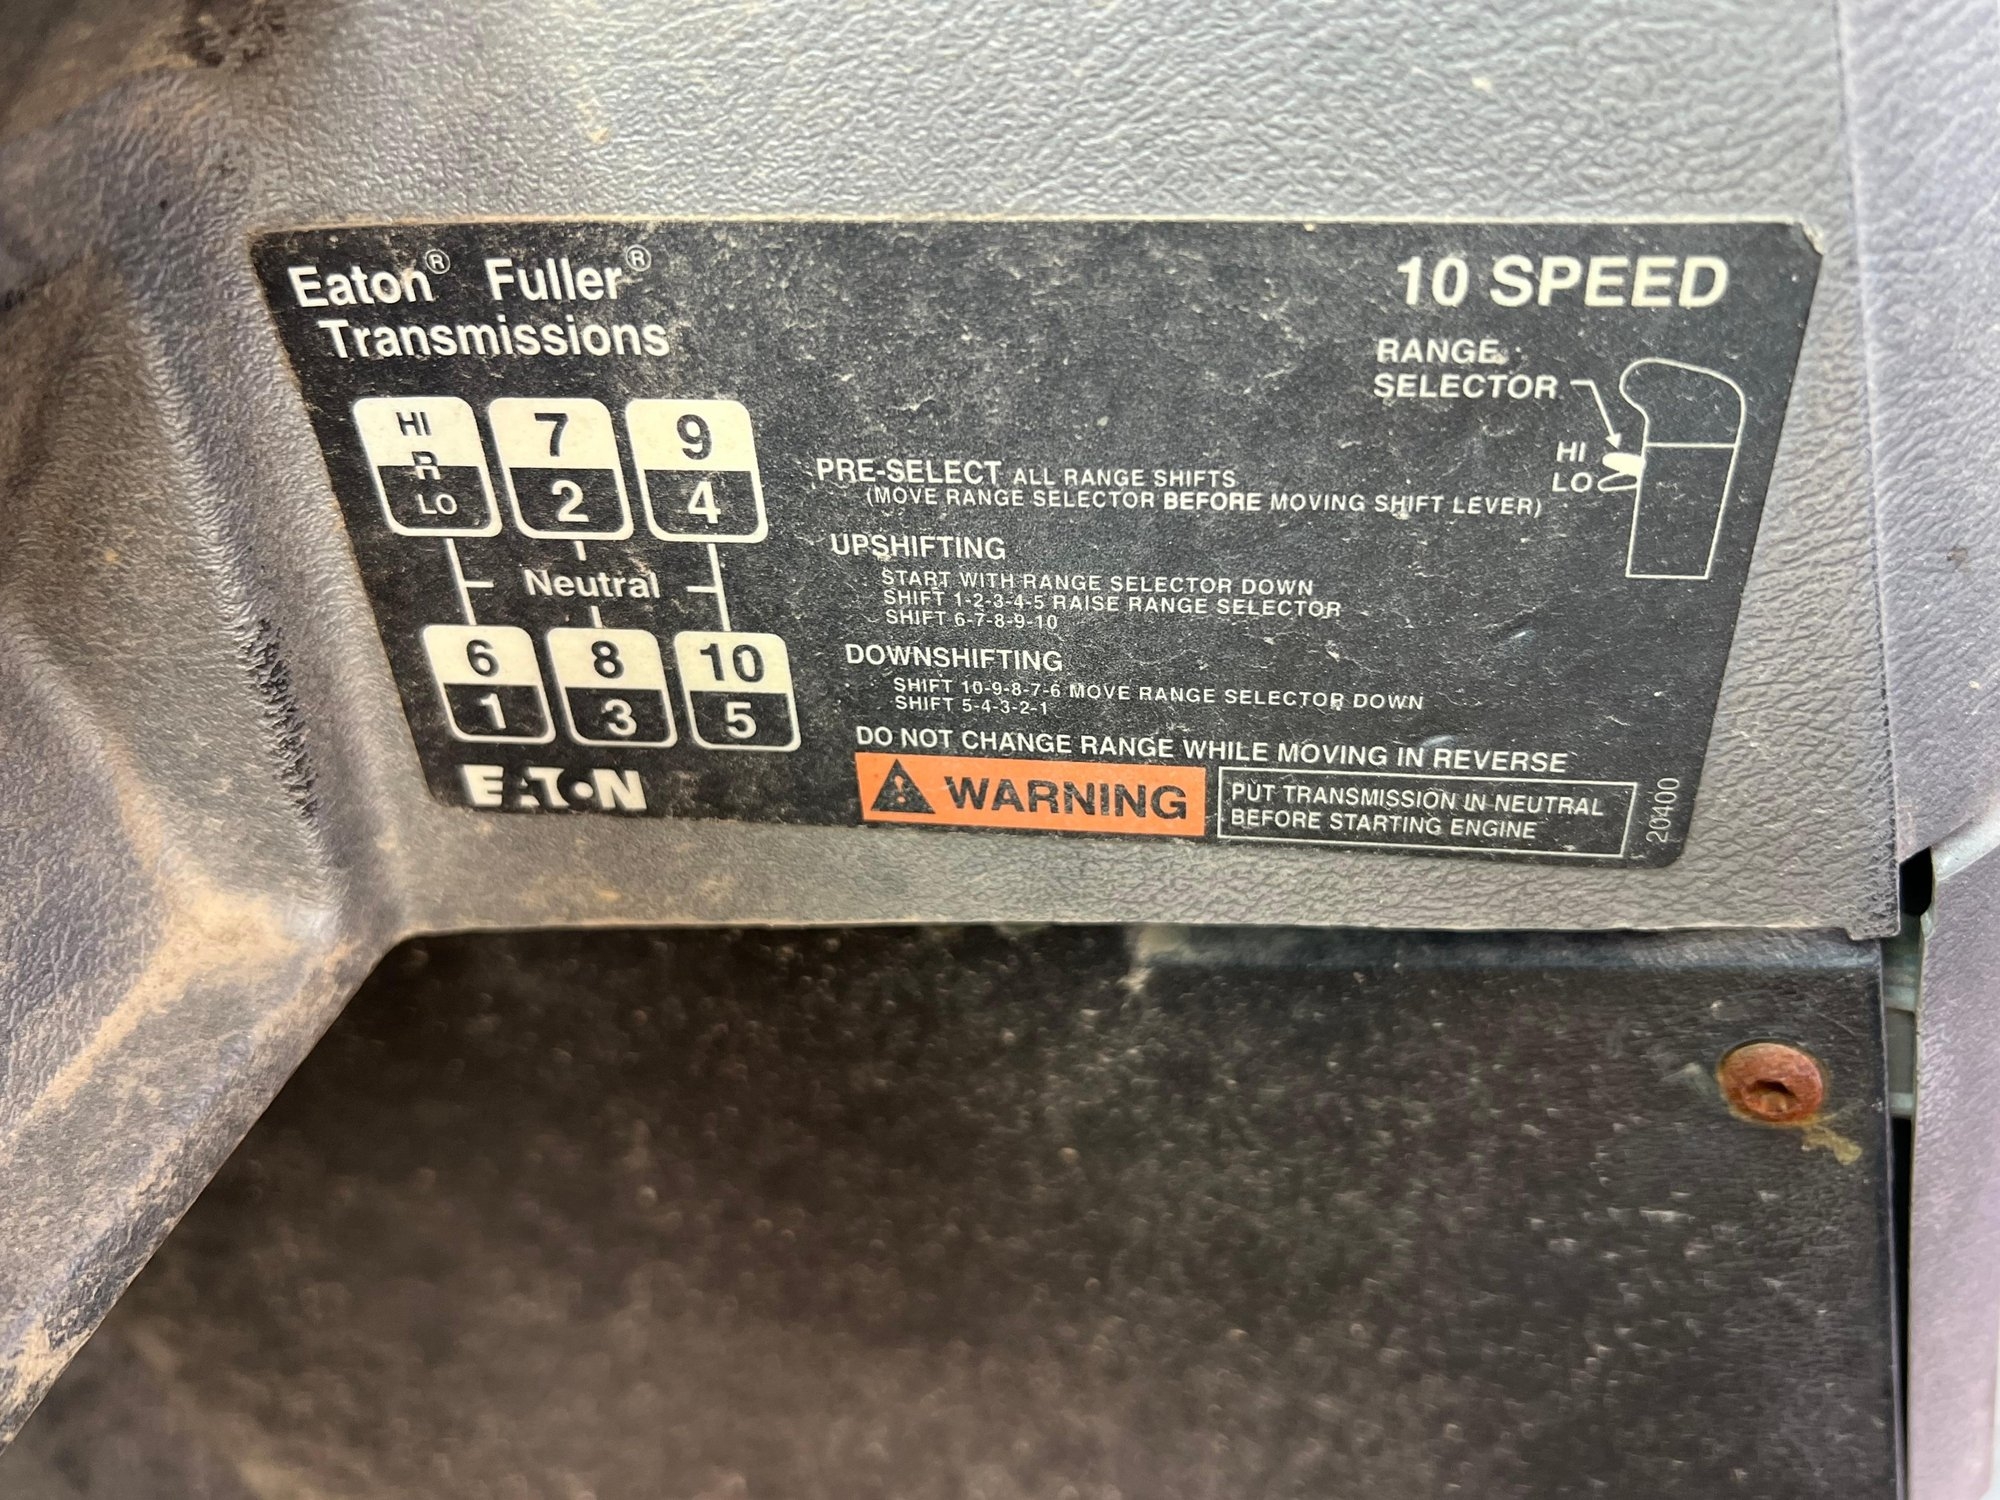 Eaton® Fuller®
Transmissions
10 SPEED
RANGE
SELECTOR
HI
LO
HI
R
LO
7
2
9
4
Neutral
6
1
8
3
10
5
EATON
PRE-SELECT ALL RANGE SHIFTS
(MOVE RANGE SELECTOR BEFORE MOVING SHIFT LEVER)
UPSHIFTING
START WITH RANGE SELECTOR DOWN
SHIFT 1-2-3-4-5 RAISE RANGE SELECTOR
SHIFT 6-7-8-9-10
DOWNSHIFTING
SHIFT 10-9-8-7-6 MOVE RANGE SELECTOR DOWN
SHIFT 5-4-3-2-1
DO NOT CHANGE RANGE WHILE MOVING IN REVERSE
WARNING
PUT TRANSMISSION IN NEUTRAL
BEFORE STARTING ENGINE
20400